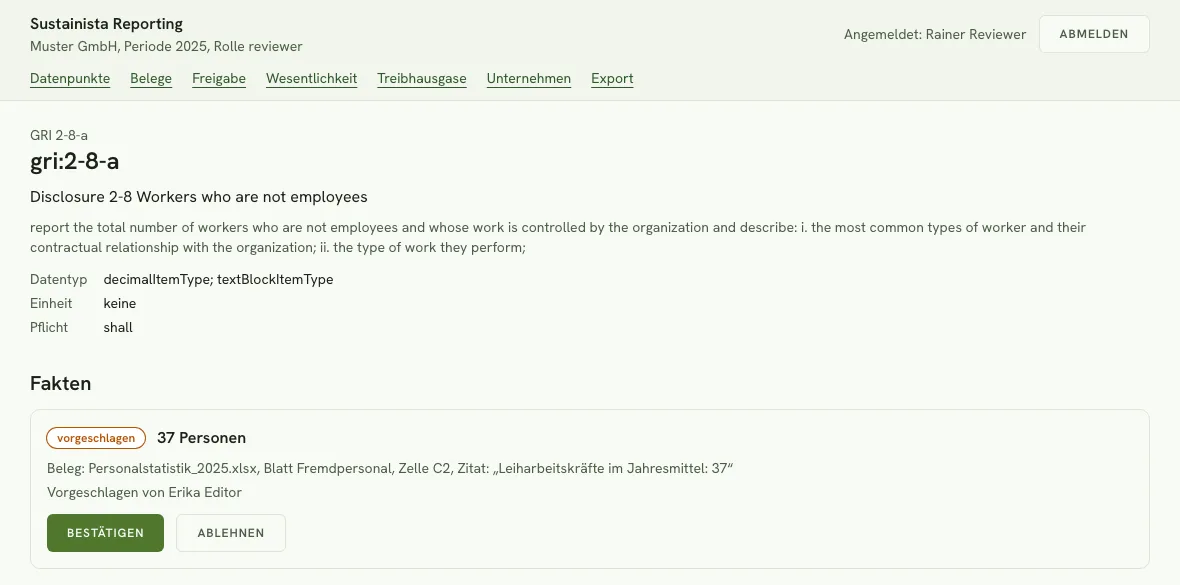 Sustainista Reporting
Muster GmbH, Periode 2025, Rolle reviewer
Angemeldet: Rainer Reviewer
ABMELDEN
Datenpunkte Belege Freigabe Wesentlichkeit Treibhausgase Unternehmen Export
GRI 2-8-a
gri:2-8-a
Disclosure 2-8 Workers who are not employees
report the total number of workers who are not employees and whose work is controlled by the organization and describe: i. the most common types of worker and their
contractual relationship with the organization; ii. the type of work they perform;
Datentyp decimalItemType; textBlockItemType
Einheit keine
Pflicht shall
Fakten
vorgeschlagen 37 Personen
Beleg: Personalstatistik_2025.xlsx, Blatt Fremdpersonal, Zelle C2, Zitat: „Leiharbeitskräfte im Jahresmittel: 37“
Vorgeschlagen von Erika Editor
BESTÄTIGEN ABLEHNEN